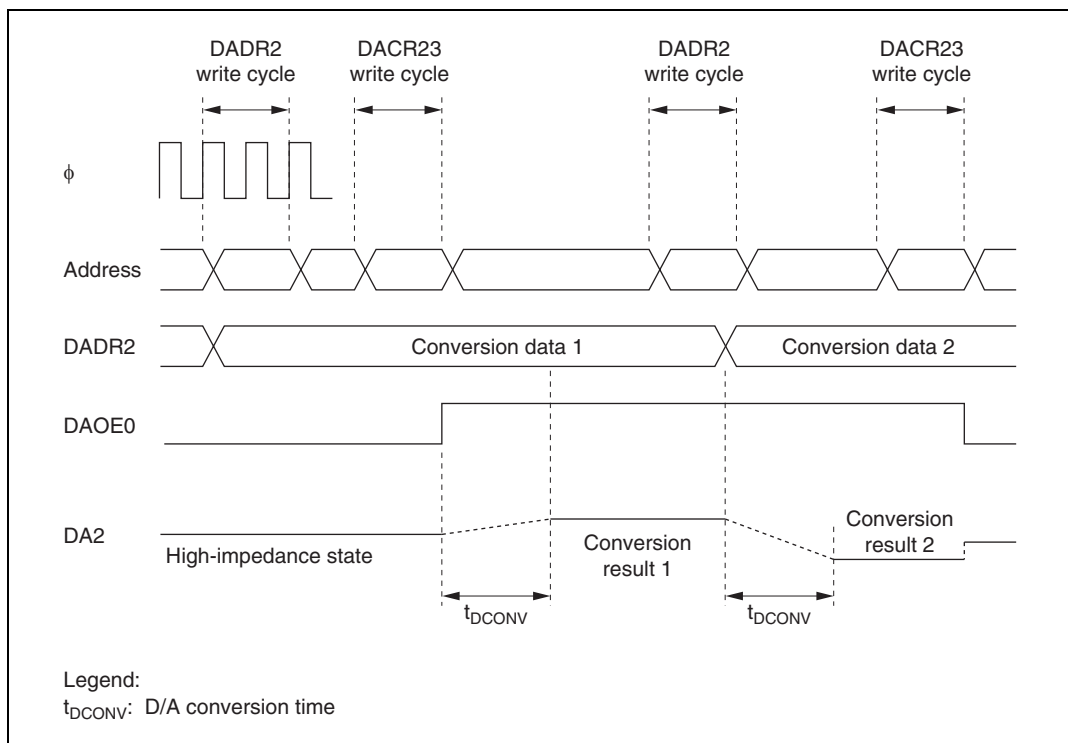 DADR2
write cycle
DACR23
write cycle
DADR2
write cycle
DACR23
write cycle
ϕ
Address
DADR2
Conversion data 1
Conversion data 2
DAOE0
DA2
High-impedance state
Conversion
result 1
Conversion
result 2
tDCONV
tDCONV
Legend:
tDCONV: D/A conversion time